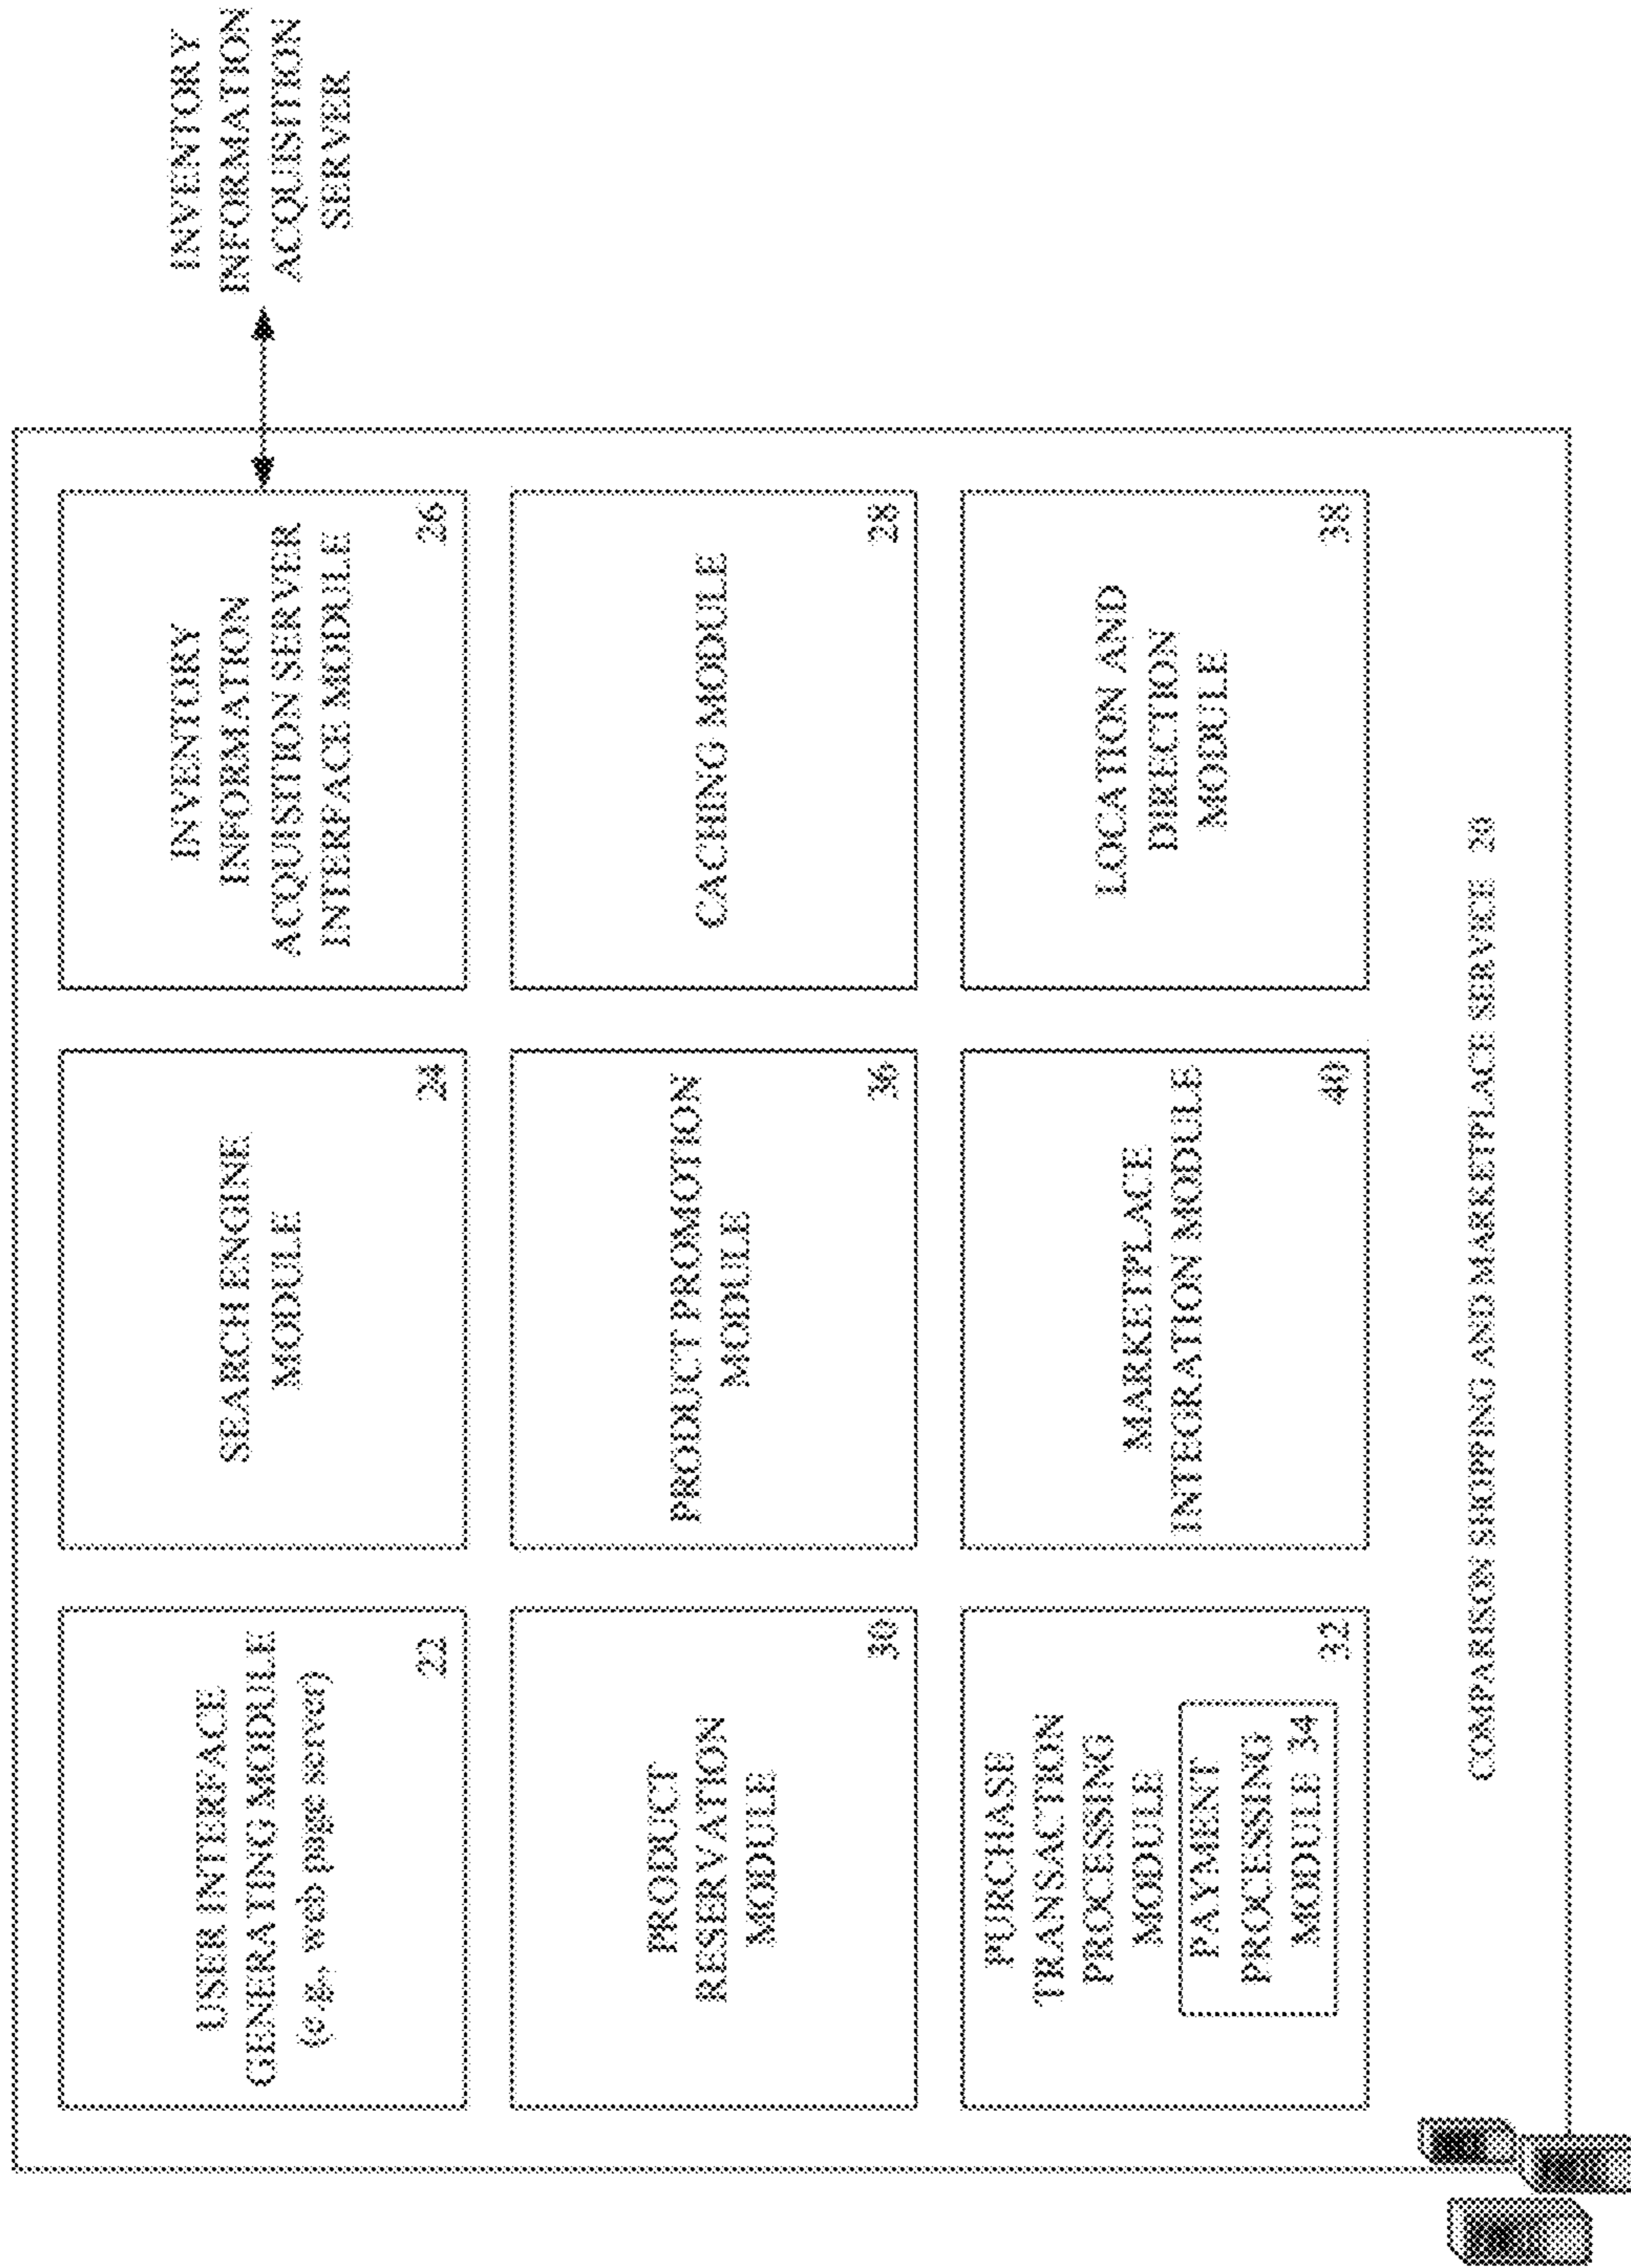 USER INTERFACE
GENERATING MODULE
(e.g., web page server)
22
SEARCH ENGINE
MODULE
24
INVENTORY
INFORMATION
ACQUISITION SERVER
INTERFACE MODULE
26
INVENTORY
INFORMATION
ACQUISITION
SERVER
PRODUCT
RESERVATION
MODULE
30
PRODUCT PROMOTION
MODULE
36
CACHING MODULE
28
PURCHASE
TRANSACTION
PROCESSING
MODULE
PAYMENT
PROCESSING
MODULE 34
32
MARKETPLACE
INTEGRATION MODULE
40
LOCATION AND
DIRECTION
MODULE
38
COMPARISON SHOPPING AND MARKETPLACE SERVICE 20